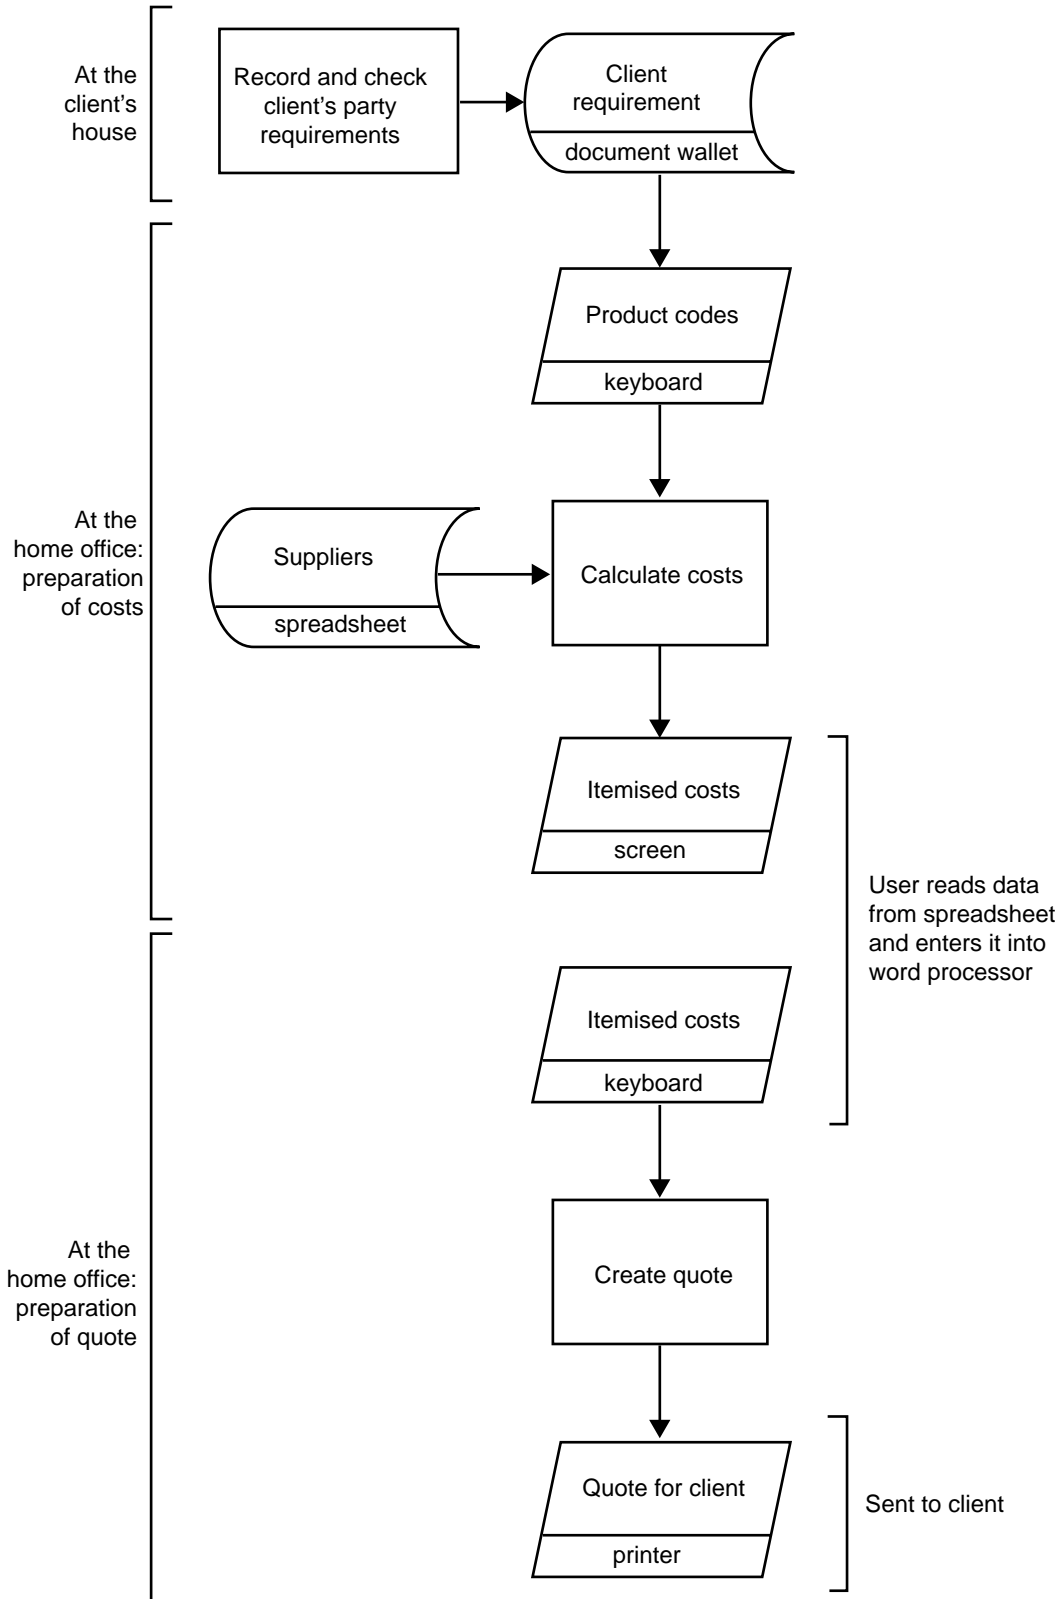 At the
client's
house
Record and check
client's party
requirements
Client
requirement
document wallet
At the
home office:
preparation
of costs
Product codes
keyboard
Suppliers
spreadsheet
Calculate costs
Itemised costs
screen
User reads data
from spreadsheet
and enters it into
word processor
Itemised costs
keyboard
At the
home office:
preparation
of quote
Create quote
Quote for client
printer
Sent to client